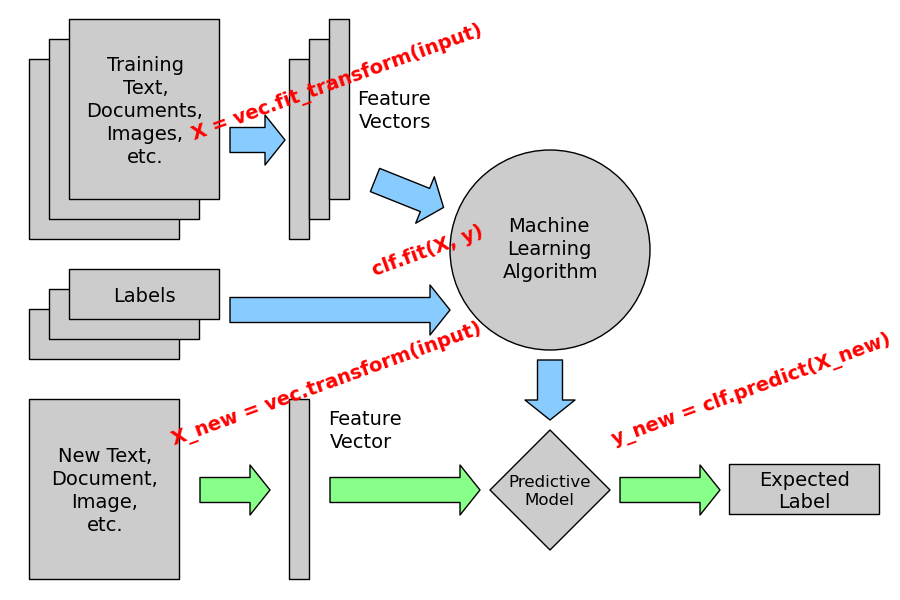 Training
Text,
Documents,
Images,
etc.
X = vec.fit_transform(input)
Feature
Vectors
Machine
Learning
Algorithm
clf.fit(X, y)
Labels
X_new = vec.transform(input)
y_new = clf.predict(X_new)
New Text,
Document,
Image,
etc.
Feature
Vector
Predictive
Model
Expected
Label